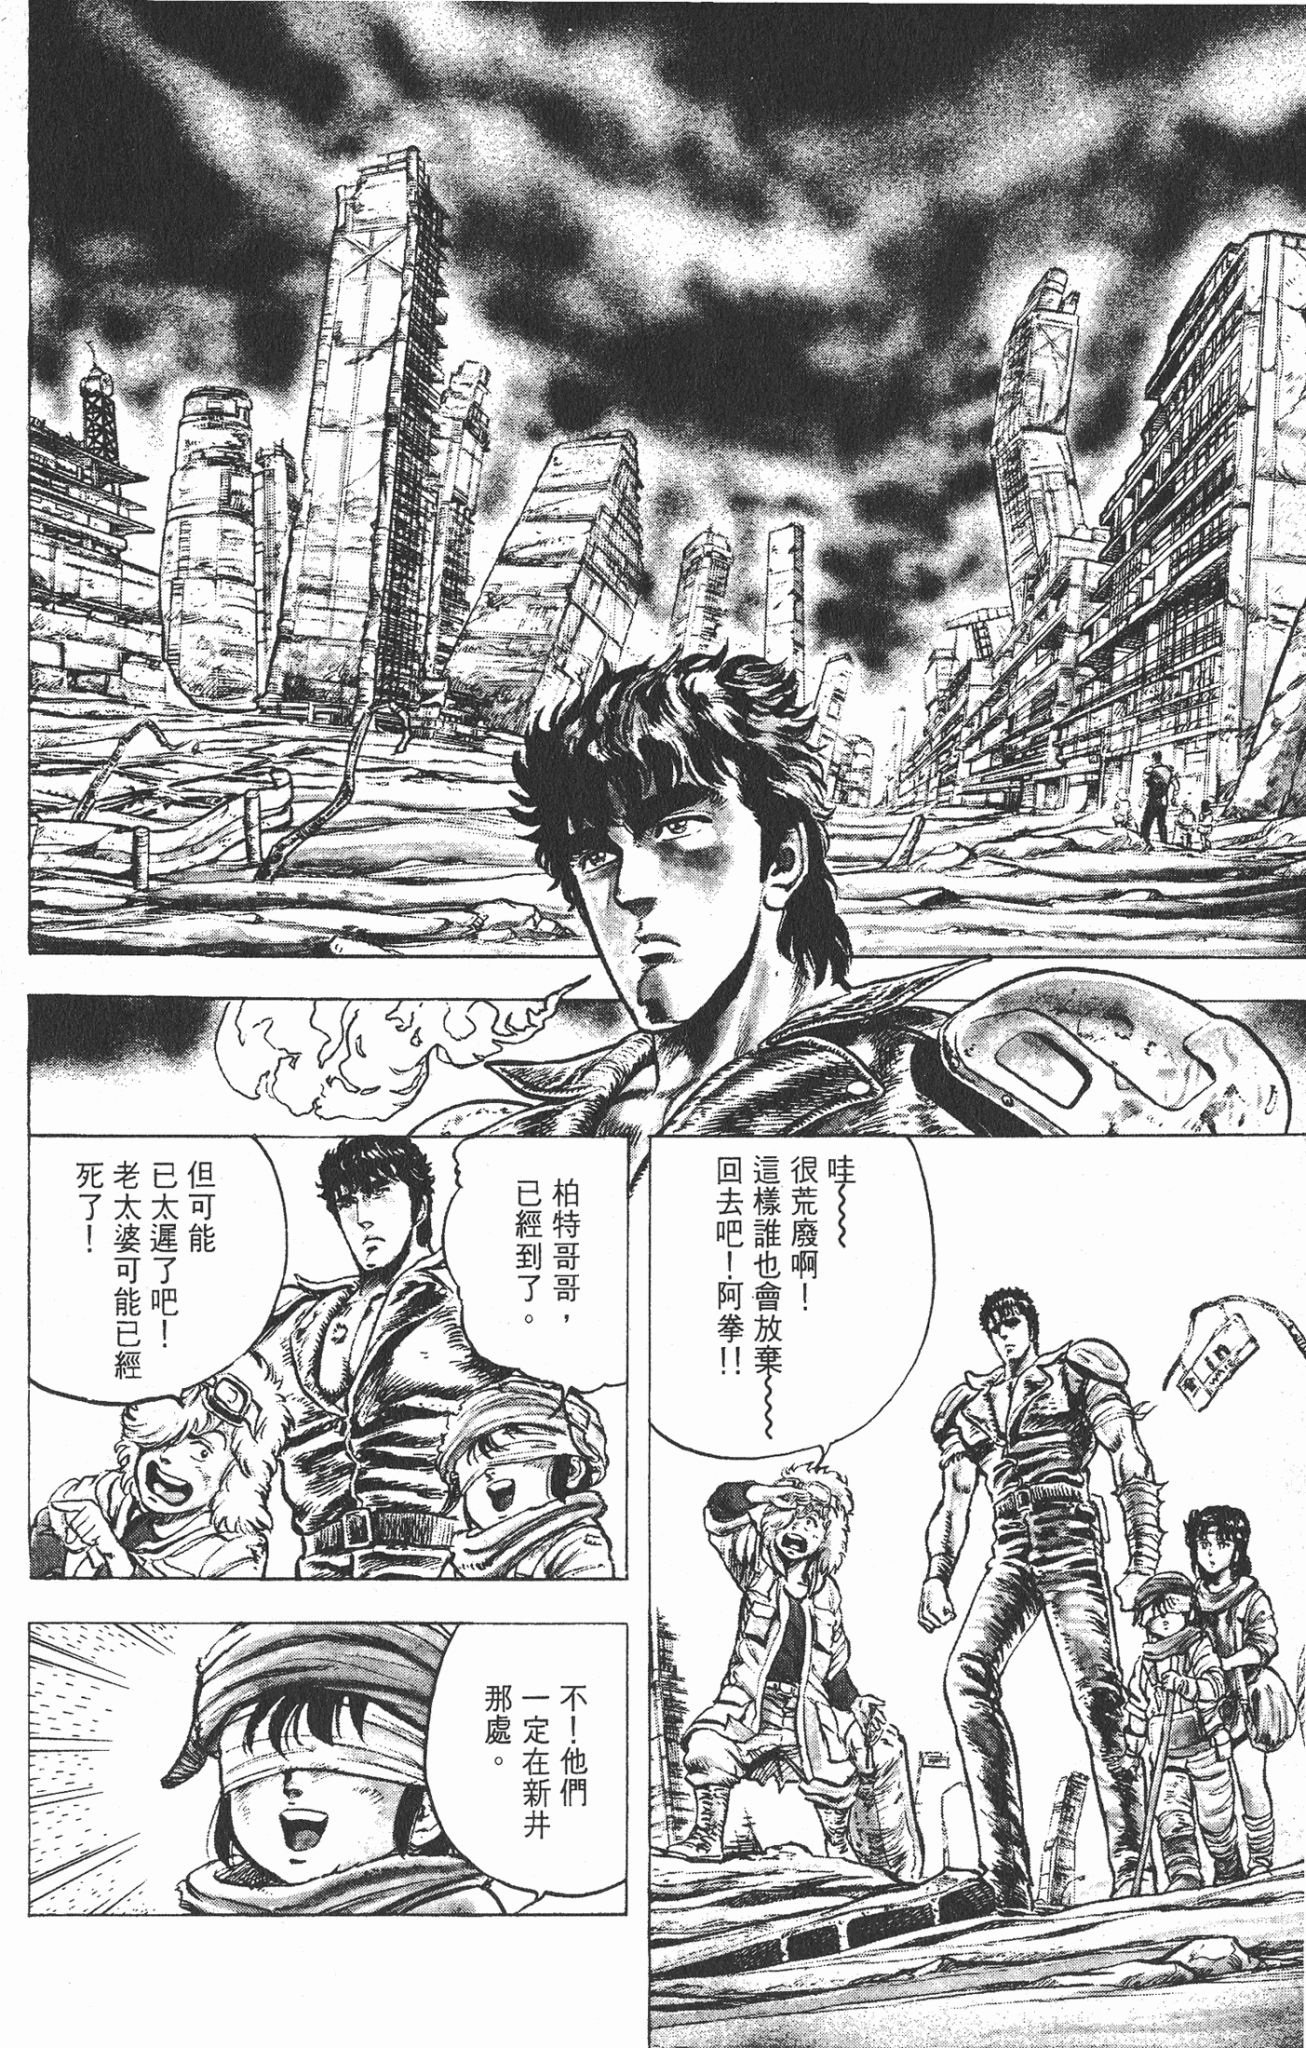 哇~~~
很荒廢啊!
這樣誰也會放棄~~~
回去吧!阿拳!!
柏特哥哥,
已經到了。
但可能
已太遲了吧!
老太婆可能已經
死了!
不!他們
一定在新井
那處。